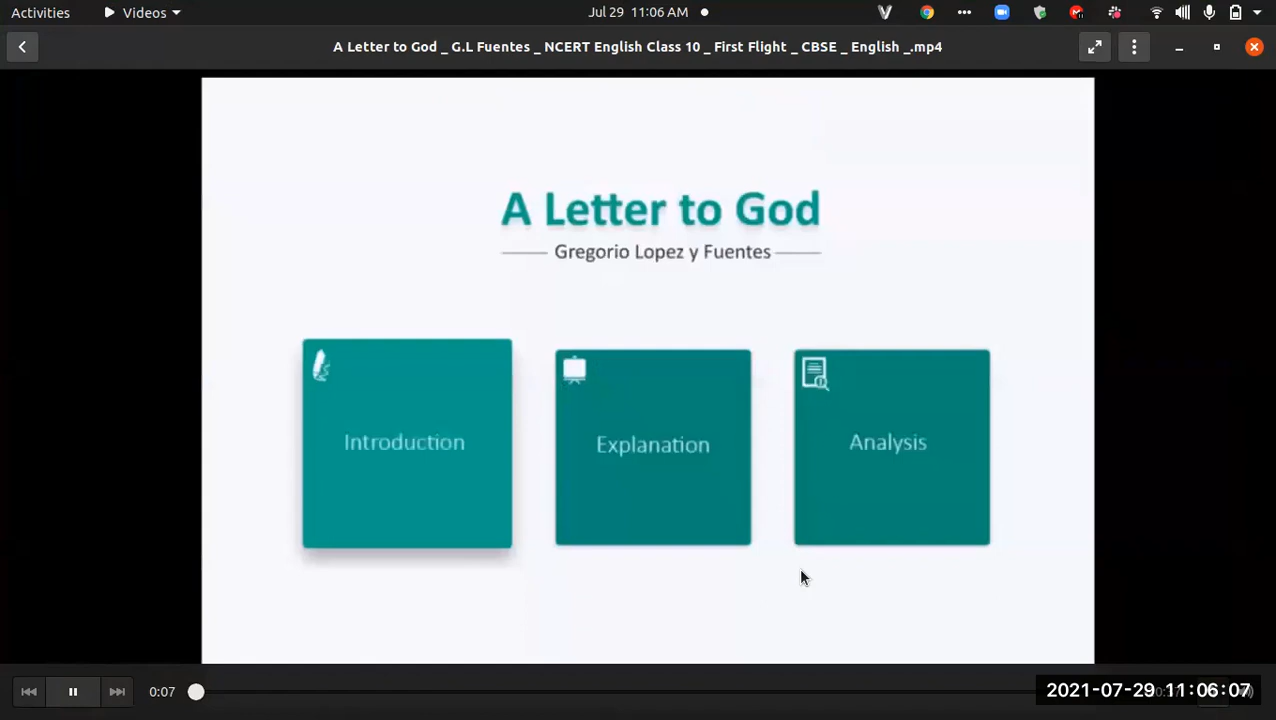 Activities
Videos
Jul 29 11:06 AM
A Letter to God _ G.L Fuentes _ NCERT English Class 10 _ First Flight _ CBSE _ English _.mp4
A Letter to God
Gregorio Lopez y Fuentes
Introduction
Explanation
Analysis
0:07
2021-07-29 11:06:07